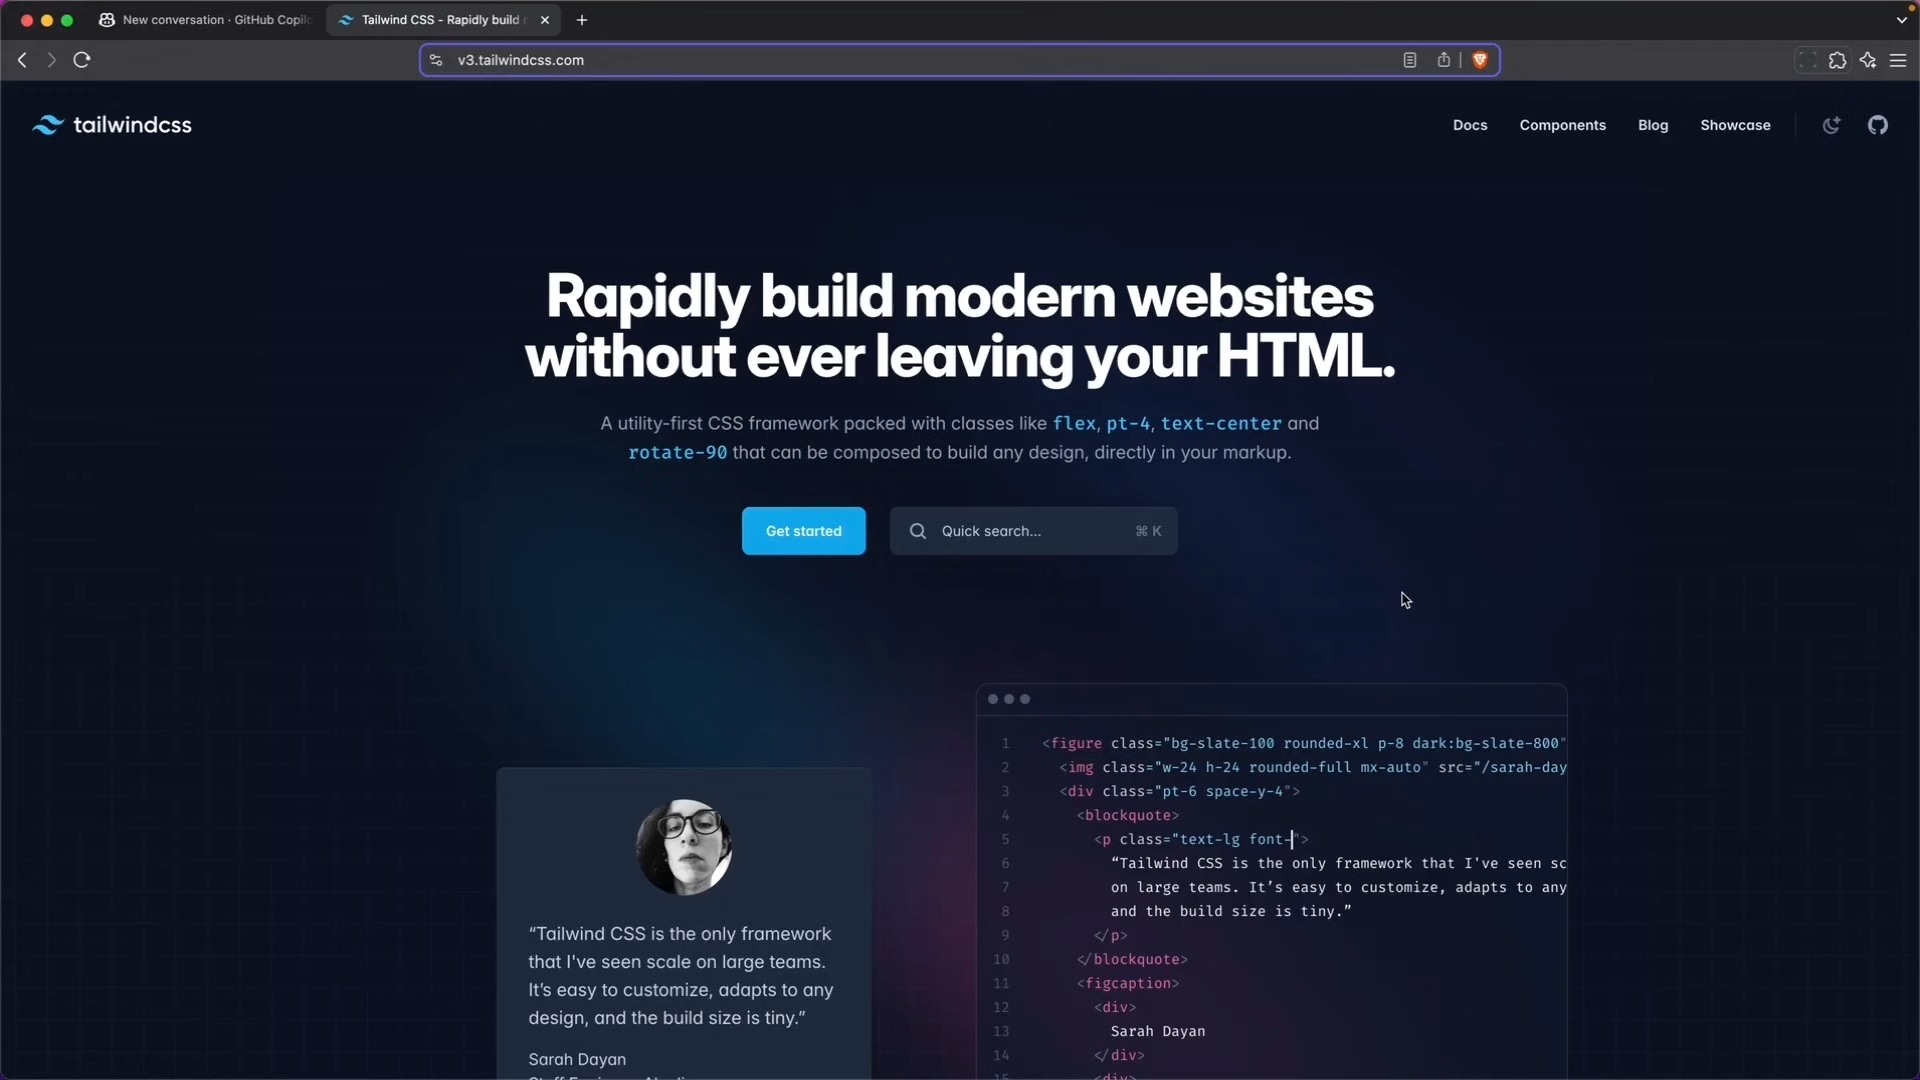 New conversation · GitHub Copilo
Tailwind CSS - Rapidly build
v3.tailwindcss.com
tailwindcss
Docs
Components
Blog
Showcase
Rapidly build modern websites
without ever leaving your HTML.
A utility-first CSS framework packed with classes like flex, pt-4, text-center and
rotate-90 that can be composed to build any design, directly in your markup.
Get started
Quick search...
⌘ K
“Tailwind CSS is the only framework
that I've seen scale on large teams.
It’s easy to customize, adapts to any
design, and the build size is tiny.”
Sarah Dayan
1 <figure class="bg-slate-100 rounded-xl p-8 dark:bg-slate-800"
2 <img class="w-24 h-24 rounded-full mx-auto" src="/sarah-day
3 <div class="pt-6 space-y-4">
4 <blockquote>
5 <p class="text-lg font-">
6 “Tailwind CSS is the only framework that I've seen sc
7 on large teams. It’s easy to customize, adapts to any
8 and the build size is tiny.”
9 </p>
10 </blockquote>
11 <figcaption>
12 <div>
13 Sarah Dayan
14 </div>
15 <div>